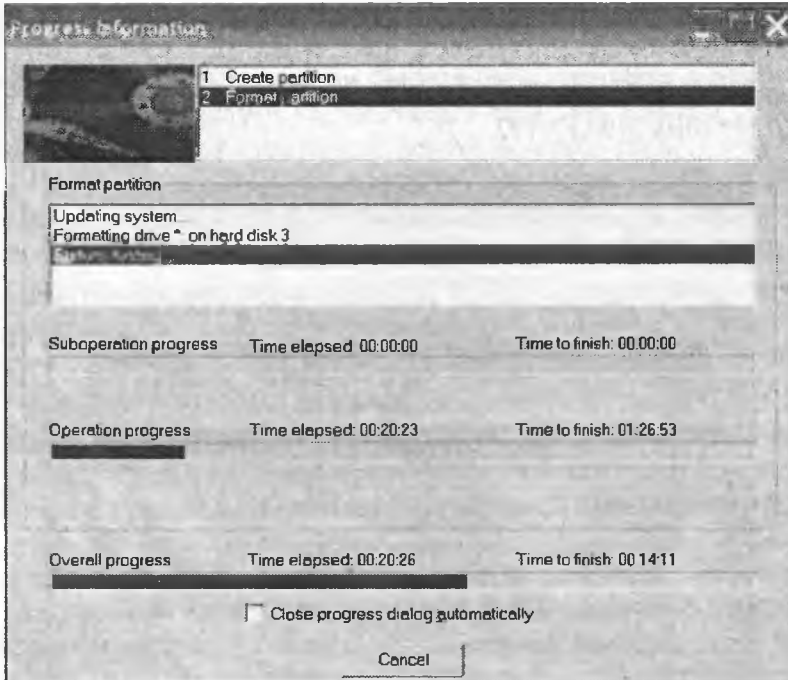 Progress Information
1 Create partition
2 Format partition
Format partition
Updating system
Formatting drive * on hard disk 3
Suboperation progress Time elapsed 00:00:00 Time to finish: 00:00:00
Operation progress Time elapsed: 00:20:23 Time to finish: 01:26:53
Overall progress Time elapsed: 00:20:26 Time to finish: 00 14:11
Close progress dialog automatically
Cancel